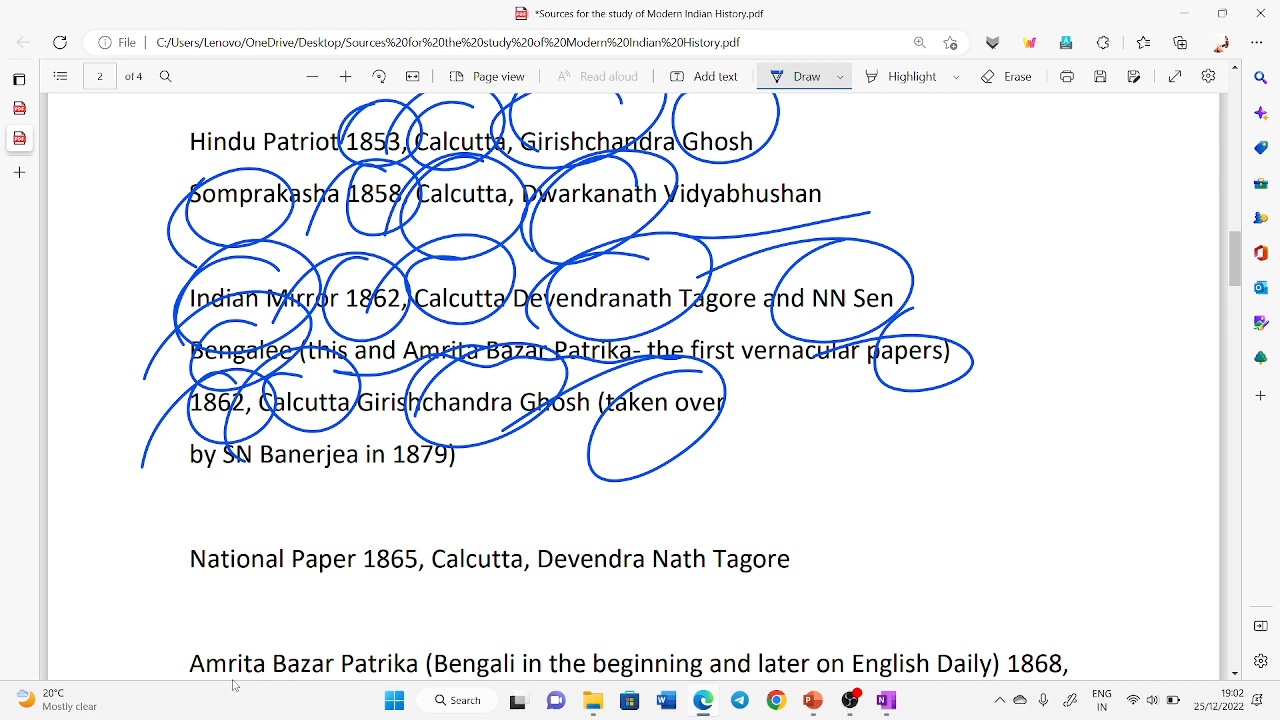 *Sources for the study of Modern Indian History.pdf
File C:/Users/Lenovo/OneDrive/Desktop/Sources%20for%20the%20study%20of%20Modern%20Indian%20History.pdf
2 of 4 Page view Read aloud Add text Draw Highlight Erase
Hindu Patriot 1853, Calcutta, Girishchandra Ghosh
Somprakasha 1858 Calcutta, Dwarkanath Vidyabhushan
Indian Mirror 1862, Calcutta Devendranath Tagore and NN Sen
Bengalee (this and Amrita Bazar Patrika- the first vernacular papers)
1862, Calcutta Girishchandra Ghosh (taken over
by SN Banerjea in 1879)
National Paper 1865, Calcutta, Devendra Nath Tagore
Amrita Bazar Patrika (Bengali in the beginning and later on English Daily) 1868,
20°C
Mostly clear
Search
ENG
IN
19:02
25/12/2022